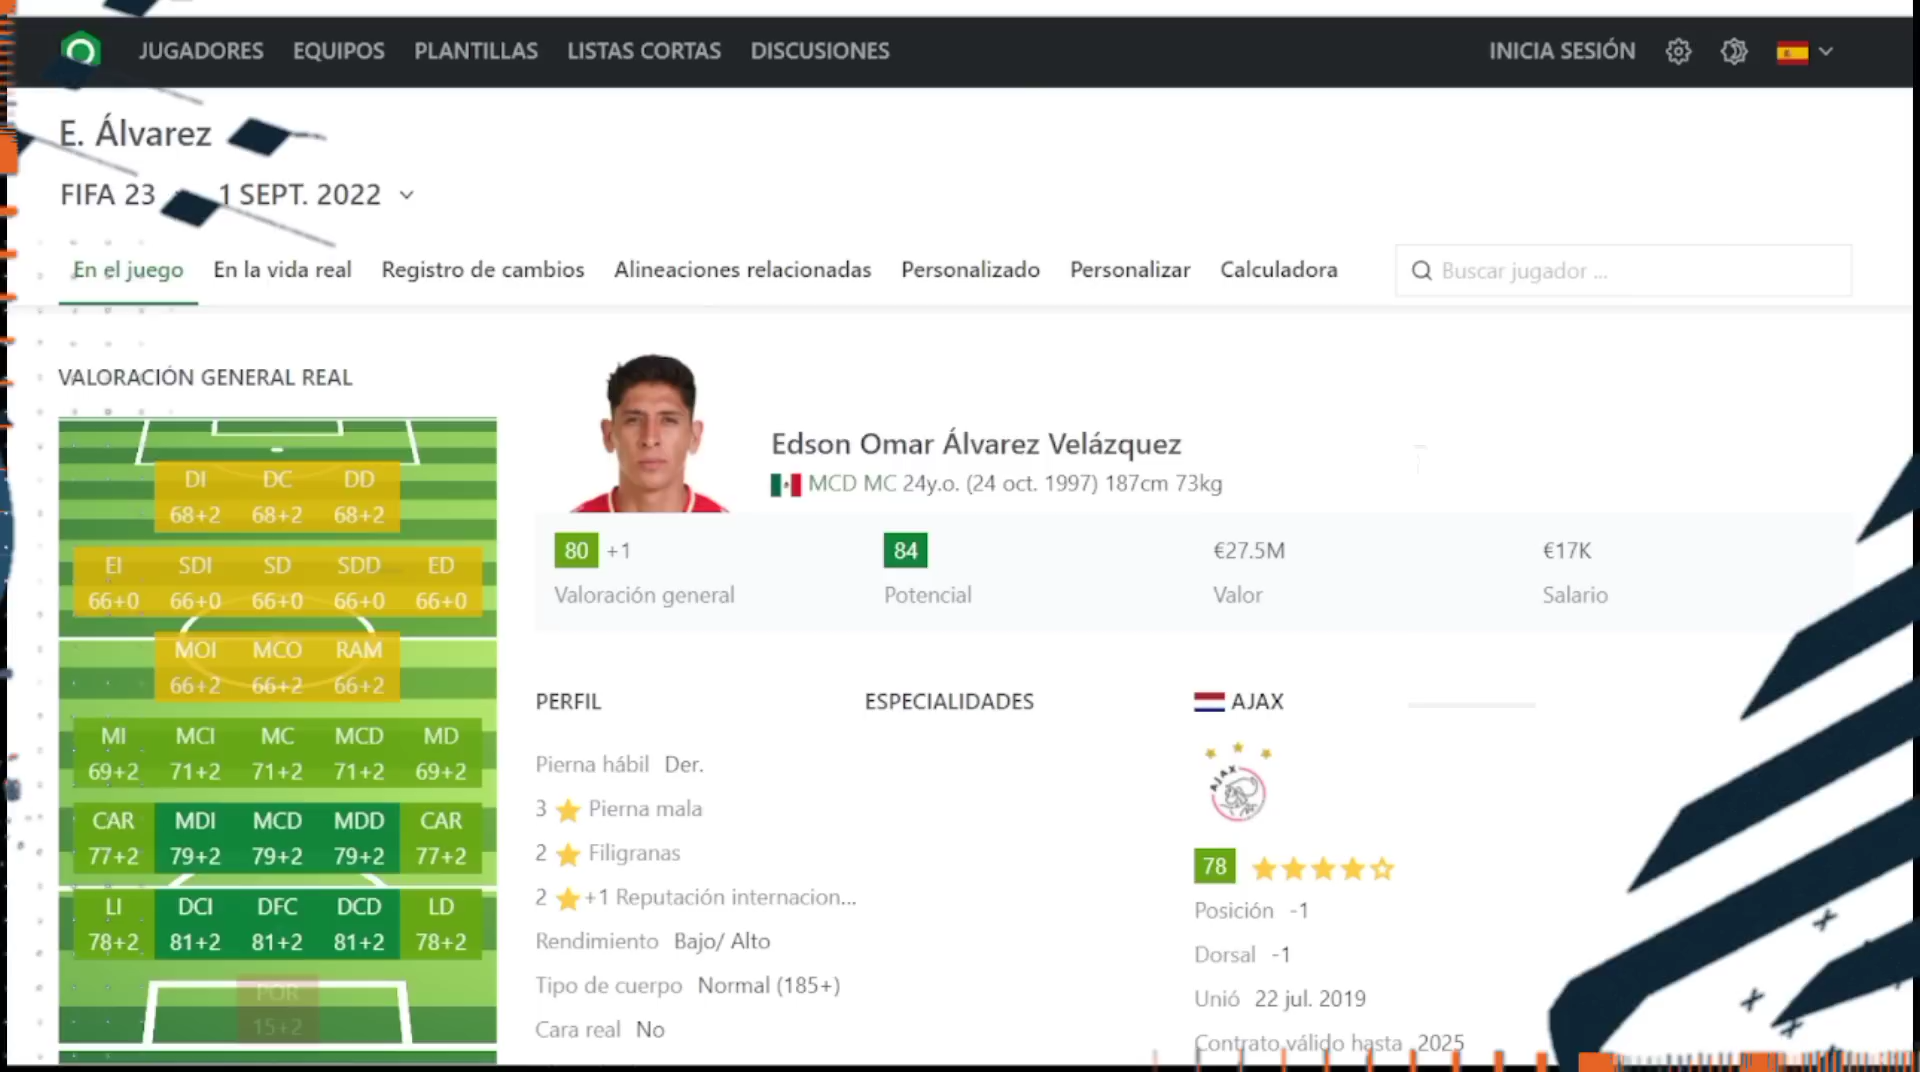 JUGADORES EQUIPOS PLANTILLAS LISTAS CORTAS DISCUSIONES INICIA SESIÓN
E. Álvarez
FIFA 23 1 SEPT. 2022
En el juego En la vida real Registro de cambios Alineaciones relacionadas Personalizado Personalizar Calculadora Buscar jugador ...
VALORACIÓN GENERAL REAL
DI DC DD
68+2 68+2 68+2
EI SDI SD SDD ED
66+0 66+0 66+0 66+0 66+0
MOI MCO RAM
66+2 66+2 66+2
MI MCI MC MCD MD
69+2 71+2 71+2 71+2 69+2
CAR MDI MCD MDD CAR
77+2 79+2 79+2 79+2 77+2
LI DCI DFC DCD LD
78+2 81+2 81+2 81+2 78+2
POR
15+2
Edson Omar Álvarez Velázquez
MCD MC 24y.o. (24 oct. 1997) 187cm 73kg
80 +1 84 €27.5M €17K
Valoración general Potencial Valor Salario
PERFIL
Pierna hábil Der.
3 Pierna mala
2 Filigranas
2 +1 Reputación internacion...
Rendimiento Bajo/ Alto
Tipo de cuerpo Normal (185+)
Cara real No
ESPECIALIDADES
AJAX
AJAX
78
Posición -1
Dorsal -1
Unió 22 jul. 2019
Contrato válido hasta 2025